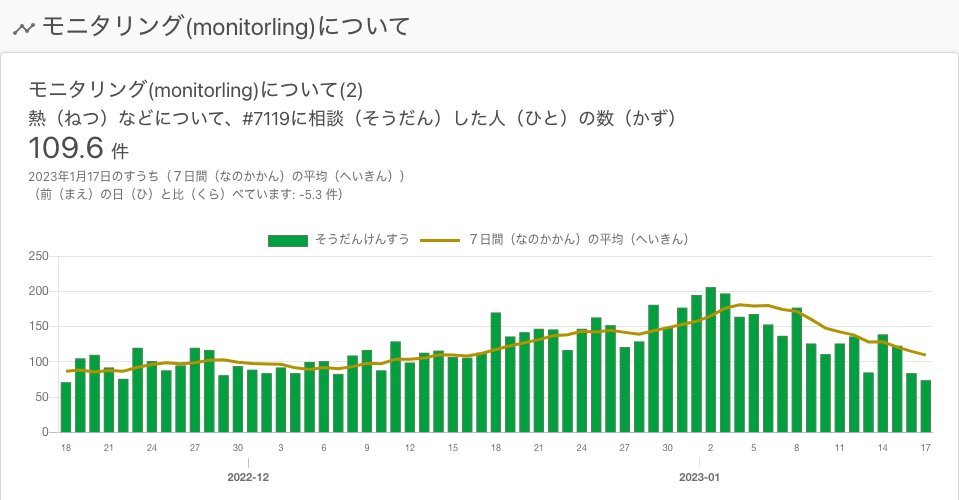 モニタリング(monitorling)について
モニタリング(monitorling)について(2)
熱（ねつ）などについて、#7119に相談（そうだん）した人（ひと）の数（かず）
109.6 件
2023年1月17日のすうち（７日間（なのかかん）の平均（へいきん））
（前（まえ）の日（ひ）と比（くら）べています: -5.3 件）
そうだんけんすう ７日間（なのかかん）の平均（へいきん）
250
200
150
100
50
0
18 21 24 27 30 3 6 9 12 15 18 21 24 27 30 2 5 8 11 14 17
2022-12 2023-01